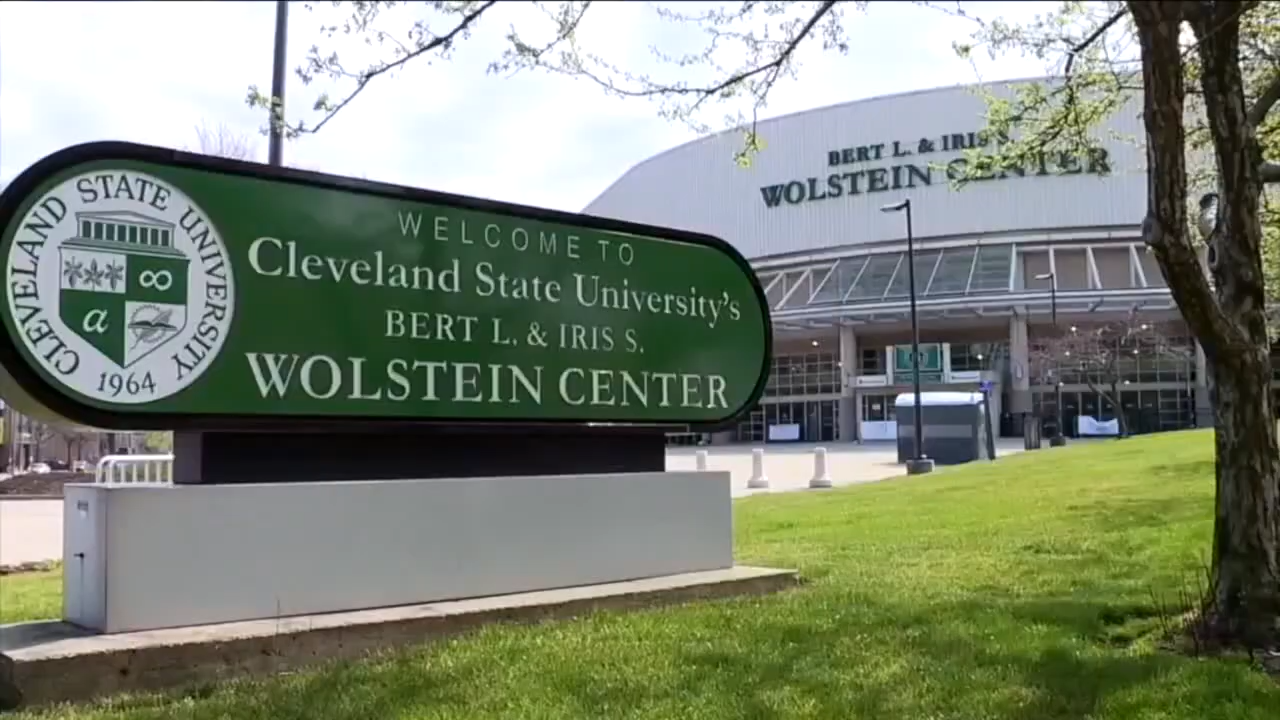 CLEVELAND STATE UNIVERSITY
α
1964
WELCOME TO
Cleveland State University's
BERT L. & IRIS S.
WOLSTEIN CENTER
BERT L. & IRIS S.
WOLSTEIN CENTER